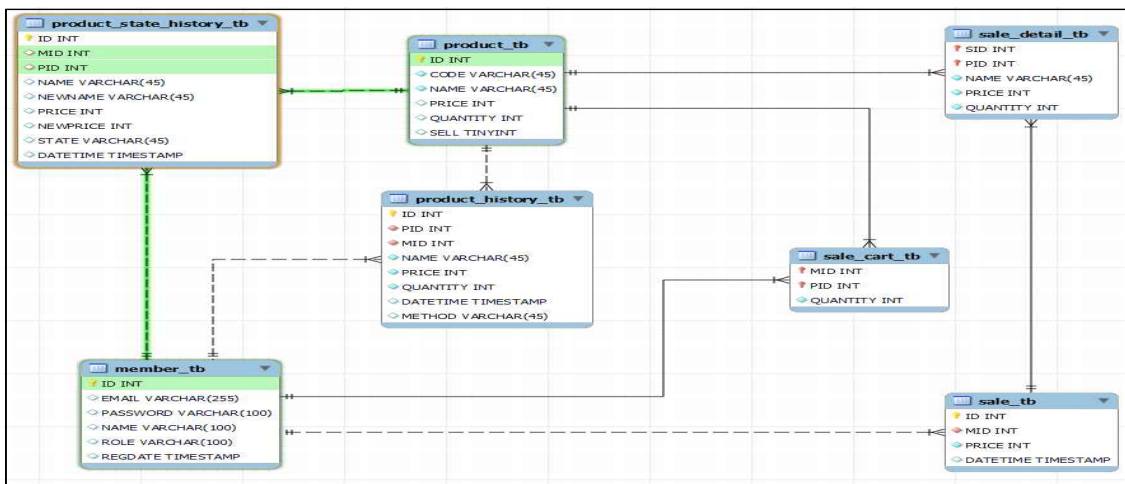 product_state_history_tb
ID INT
MID INT
PID INT
NAME VARCHAR(45)
NEWNAME VARCHAR(45)
PRICE INT
NEWPRICE INT
STATE VARCHAR(45)
DATETIME TIMESTAMP
product_tb
ID INT
CODE VARCHAR(45)
NAME VARCHAR(45)
PRICE INT
QUANTITY INT
SELL TINYINT
sale_detail_tb
SID INT
PID INT
NAME VARCHAR(45)
PRICE INT
QUANTITY INT
product_history_tb
ID INT
PID INT
MID INT
NAME VARCHAR(45)
PRICE INT
QUANTITY INT
DATETIME TIMESTAMP
METHOD VARCHAR(45)
sale_cart_tb
MID INT
PID INT
QUANTITY INT
member_tb
ID INT
EMAIL VARCHAR(255)
PASSWORD VARCHAR(100)
NAME VARCHAR(100)
ROLE VARCHAR(100)
REGDATE TIMESTAMP
sale_tb
ID INT
MID INT
PRICE INT
DATETIME TIMESTAMP